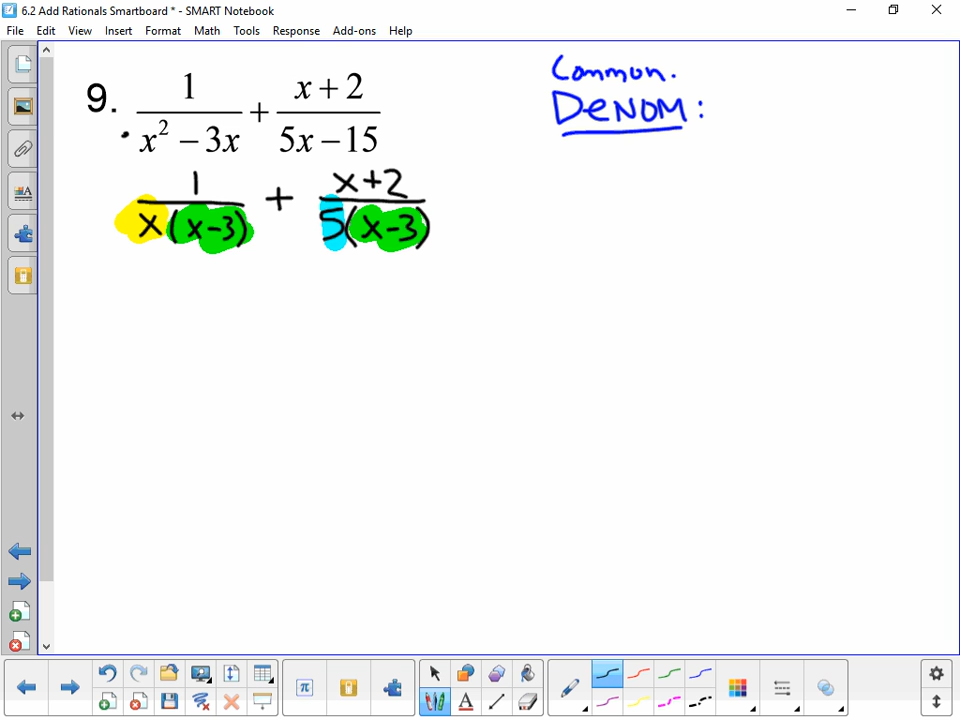 6.2 Add Rationals Smartboard * - SMART Notebook
File Edit View Insert Format Math Tools Response Add-ons Help
Common.
DENOM:
9. 1/(x² − 3x) + (x + 2)/(5x − 15)
1/(x(x-3)) + (x+2)/(5(x-3))
π
A